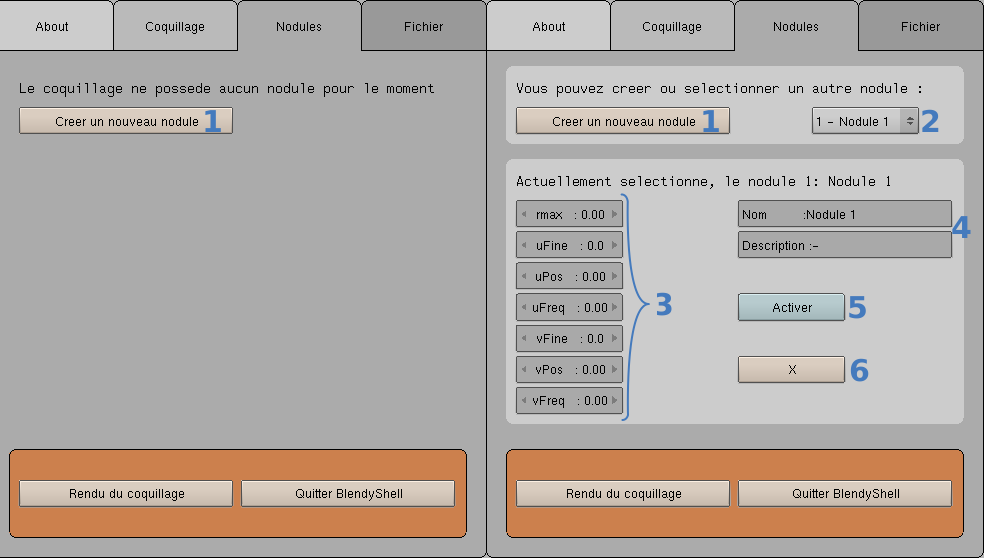 About Coquillage Nodules Fichier
Le coquillage ne possede aucun nodule pour le moment
Creer un nouveau nodule 1
Rendu du coquillage Quitter BlendyShell
About Coquillage Nodules Fichier
Vous pouvez creer ou selectionner un autre nodule :
Creer un nouveau nodule 1 1 - Nodule 1 2
Actuellement selectionne, le nodule 1: Nodule 1
rmax : 0.00
uFine : 0.0
uPos : 0.00
uFreq : 0.00
vFine : 0.0
vPos : 0.00
vFreq : 0.00
3
Nom :Nodule 1
Description :-
4
Activer 5
X 6
Rendu du coquillage Quitter BlendyShell